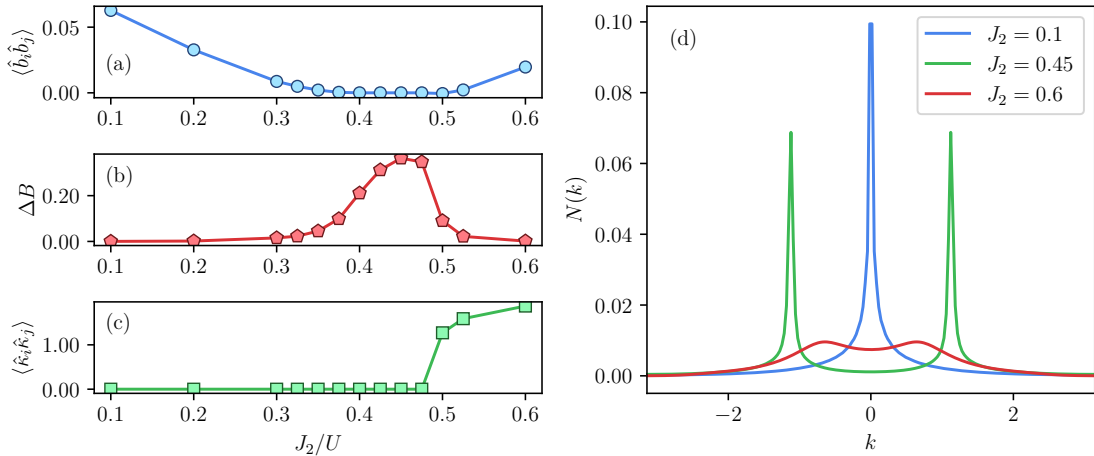 ⟨b̂ᵢb̂ⱼ⟩
0.05
0.00
(a)
0.1 0.2 0.3 0.4 0.5 0.6
ΔB
0.20
0.00
(b)
0.1 0.2 0.3 0.4 0.5 0.6
⟨κ̂ᵢκ̂ⱼ⟩
1.00
0.00
(c)
0.1 0.2 0.3 0.4 0.5 0.6
J₂/U
(d)
N(k)
0.10
0.08
0.06
0.04
0.02
0.00
−2 0 2
k
J₂ = 0.1
J₂ = 0.45
J₂ = 0.6